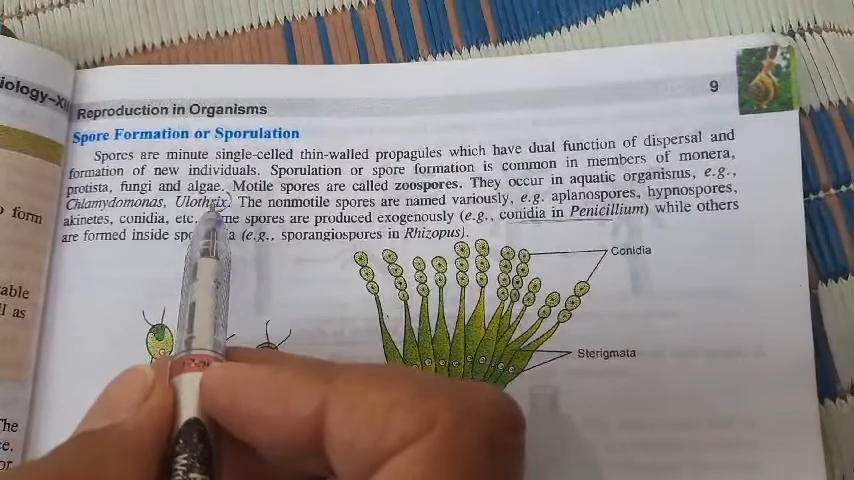 iology–XI
Reproduction in Organisms
9
Spore Formation or Sporulation
Spores are minute single-celled thin-walled propagules which have dual function of dispersal and
formation of new individuals. Sporulation or spore formation is common in members of monera,
protista, fungi and algae. Motile spores are called zoospores. They occur in aquatic organisms, e.g.,
Chlamydomonas, Ulothrix). The nonmotile spores are named variously, e.g. aplanospores, hypnospores,
akinetes, conidia, etc. spores are produced exogenously (e.g., conidia in Penicillium) while others
are formed inside (e.g., sporangiospores in Rhizopus).
Conidia
Sterigmata
o form
able
ll as
The
ce.
or